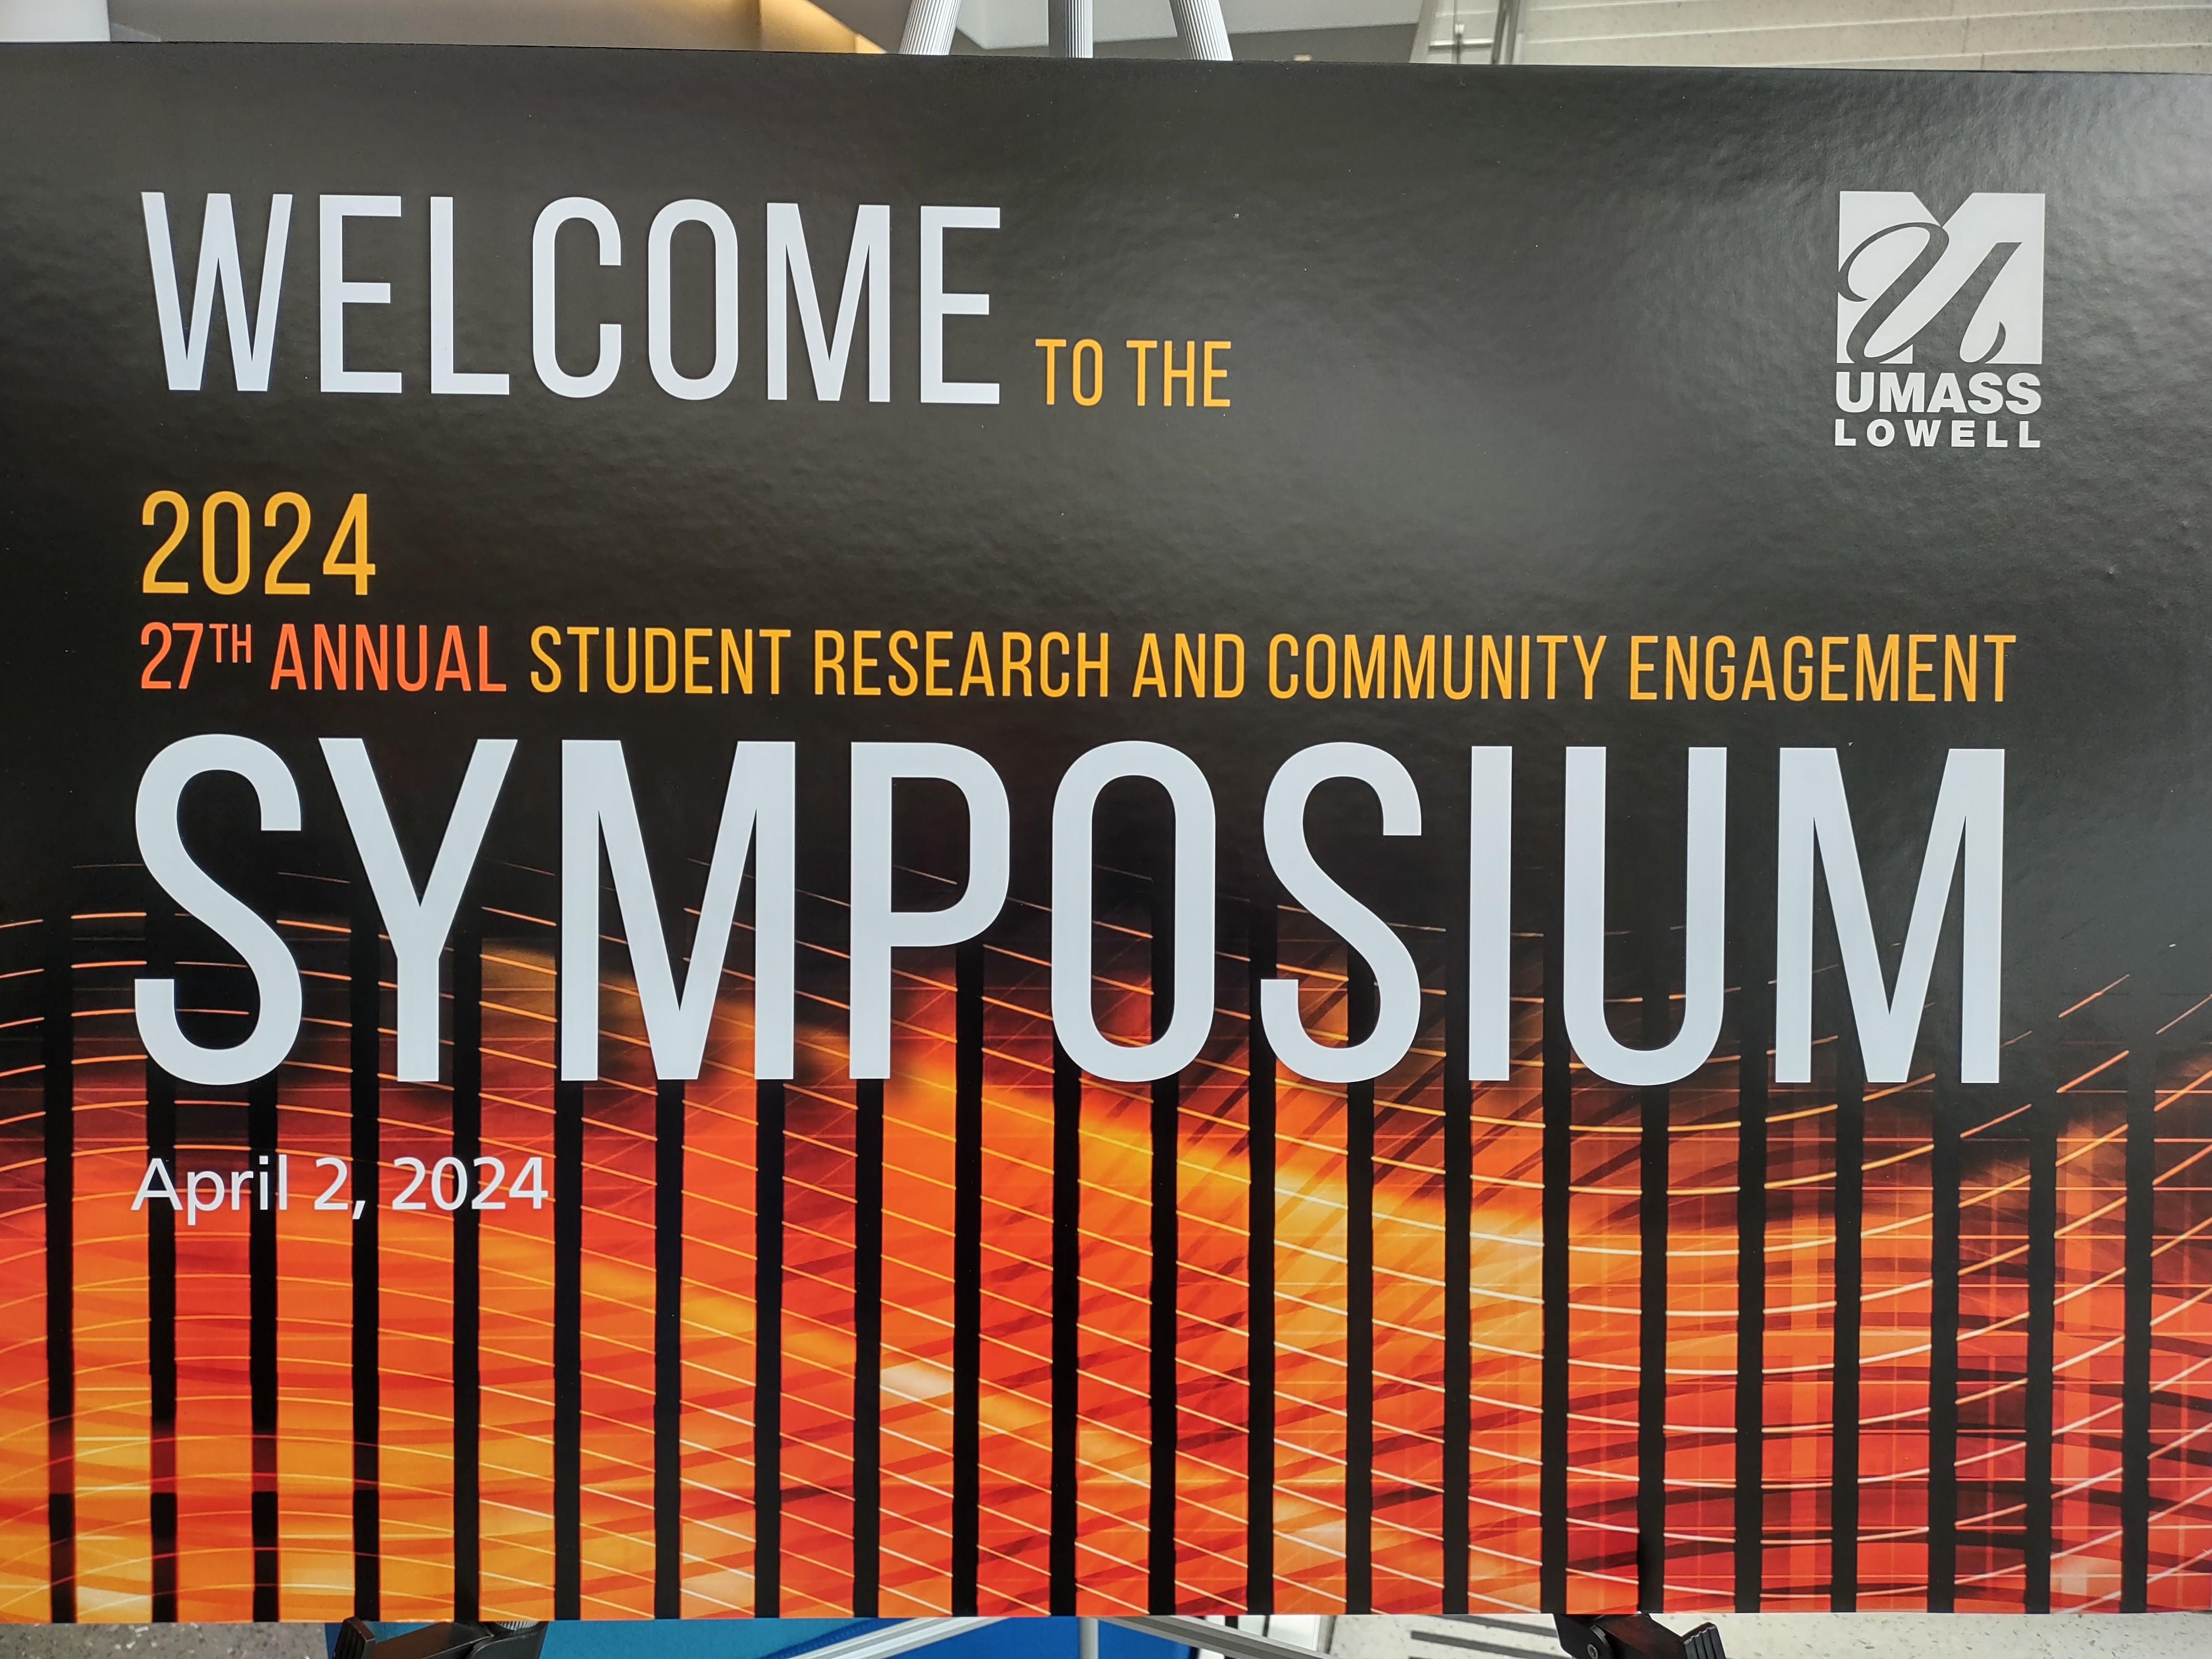 WELCOME TO THE
UMASS
LOWELL
2024
27TH ANNUAL STUDENT RESEARCH AND COMMUNITY ENGAGEMENT
SYMPOSIUM
April 2, 2024